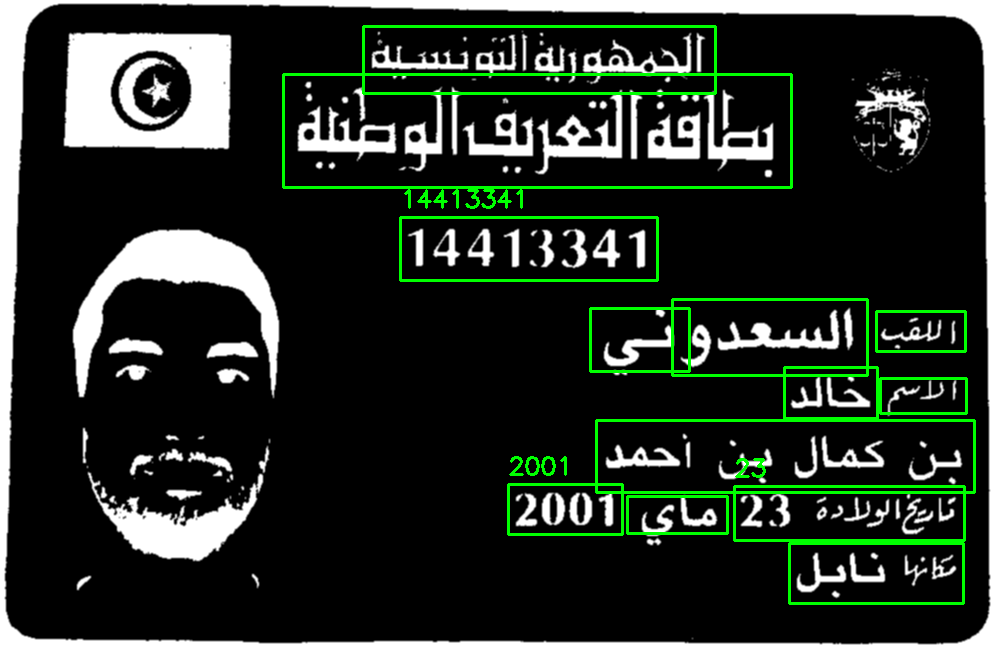 الجمهورية التونسية
بطاقة التعريف الوطنية
14413341
14413341
اللقب السعدوني
الاسم خالد
بن كمال بن أحمد
23
2001
تاريخ الولادة 23 ماي 2001
مكانها نابل